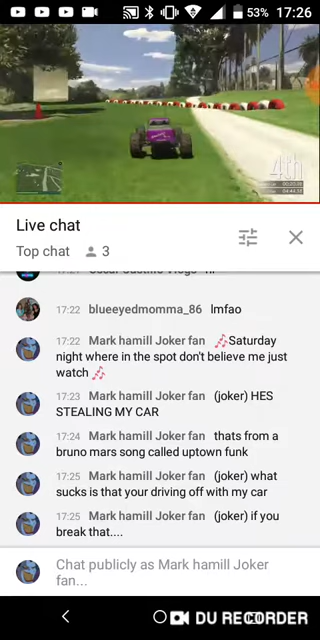 53% 17:26
4th
Live chat
Top chat 3
17:22 blueeyedmomma_86 lmfao
17:22 Mark hamill Joker fan 🎶Saturday
night where in the spot don't believe me just
watch 🎶
17:23 Mark hamill Joker fan (joker) HES
STEALING MY CAR
17:24 Mark hamill Joker fan thats from a
bruno mars song called uptown funk
17:25 Mark hamill Joker fan (joker) what
sucks is that your driving off with my car
17:25 Mark hamill Joker fan (joker) if you
break that....
Chat publicly as Mark hamill Joker
fan...
DU RECORDER